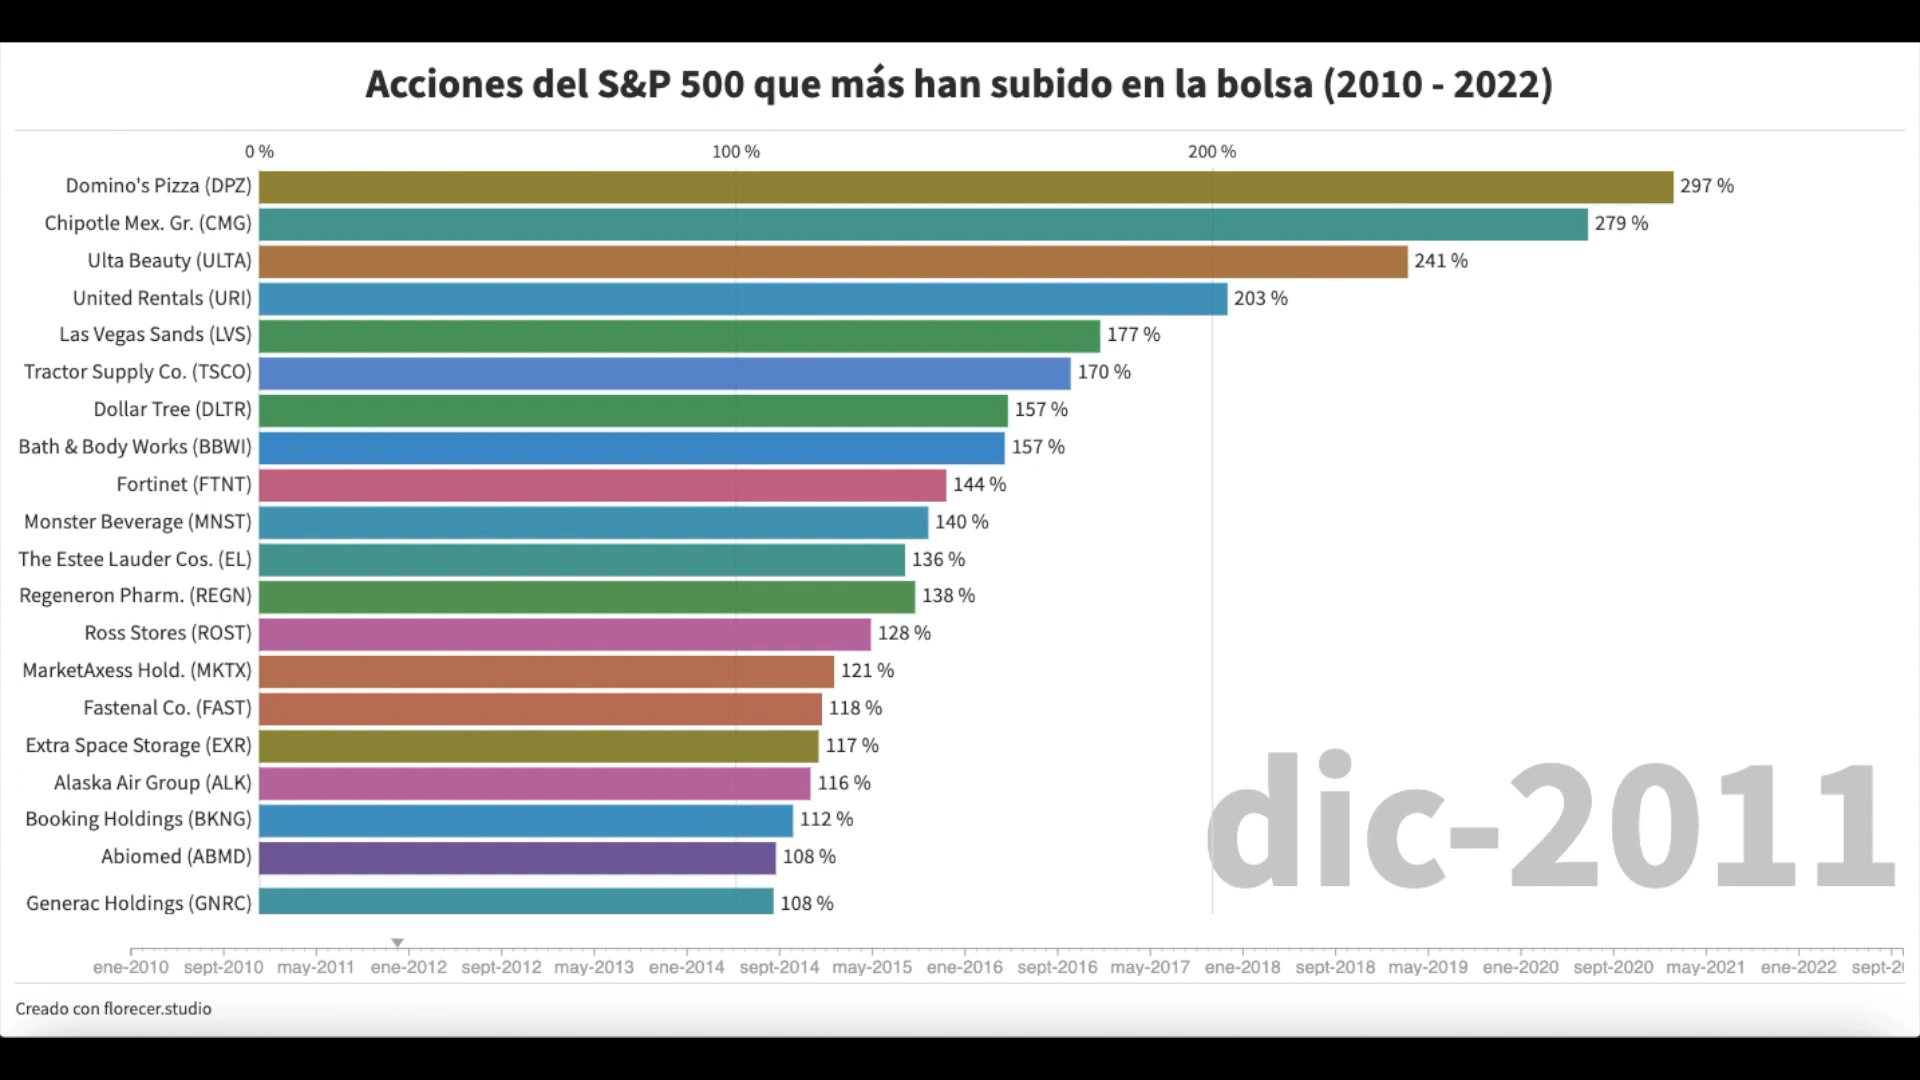 Acciones del S&P 500 que más han subido en la bolsa (2010 - 2022)
0 % 100 % 200 %
Domino's Pizza (DPZ) 297 %
Chipotle Mex. Gr. (CMG) 279 %
Ulta Beauty (ULTA) 241 %
United Rentals (URI) 203 %
Las Vegas Sands (LVS) 177 %
Tractor Supply Co. (TSCO) 170 %
Dollar Tree (DLTR) 157 %
Bath & Body Works (BBWI) 157 %
Fortinet (FTNT) 144 %
Monster Beverage (MNST) 140 %
The Estee Lauder Cos. (EL) 136 %
Regeneron Pharm. (REGN) 138 %
Ross Stores (ROST) 128 %
MarketAxess Hold. (MKTX) 121 %
Fastenal Co. (FAST) 118 %
Extra Space Storage (EXR) 117 %
Alaska Air Group (ALK) 116 %
Booking Holdings (BKNG) 112 %
Abiomed (ABMD) 108 %
Generac Holdings (GNRC) 108 %
dic-2011
ene-2010 sept-2010 may-2011 ene-2012 sept-2012 may-2013 ene-2014 sept-2014 may-2015 ene-2016 sept-2016 may-2017 ene-2018 sept-2018 may-2019 ene-2020 sept-2020 may-2021 ene-2022
Creado con florecer.studio